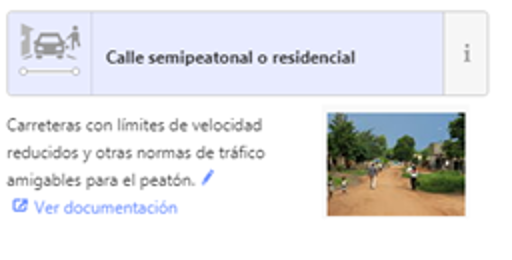 Calle semipeatonal o residencial
i
Carreteras con límites de velocidad
reducidos y otras normas de tráfico
amigables para el peatón.
Ver documentación